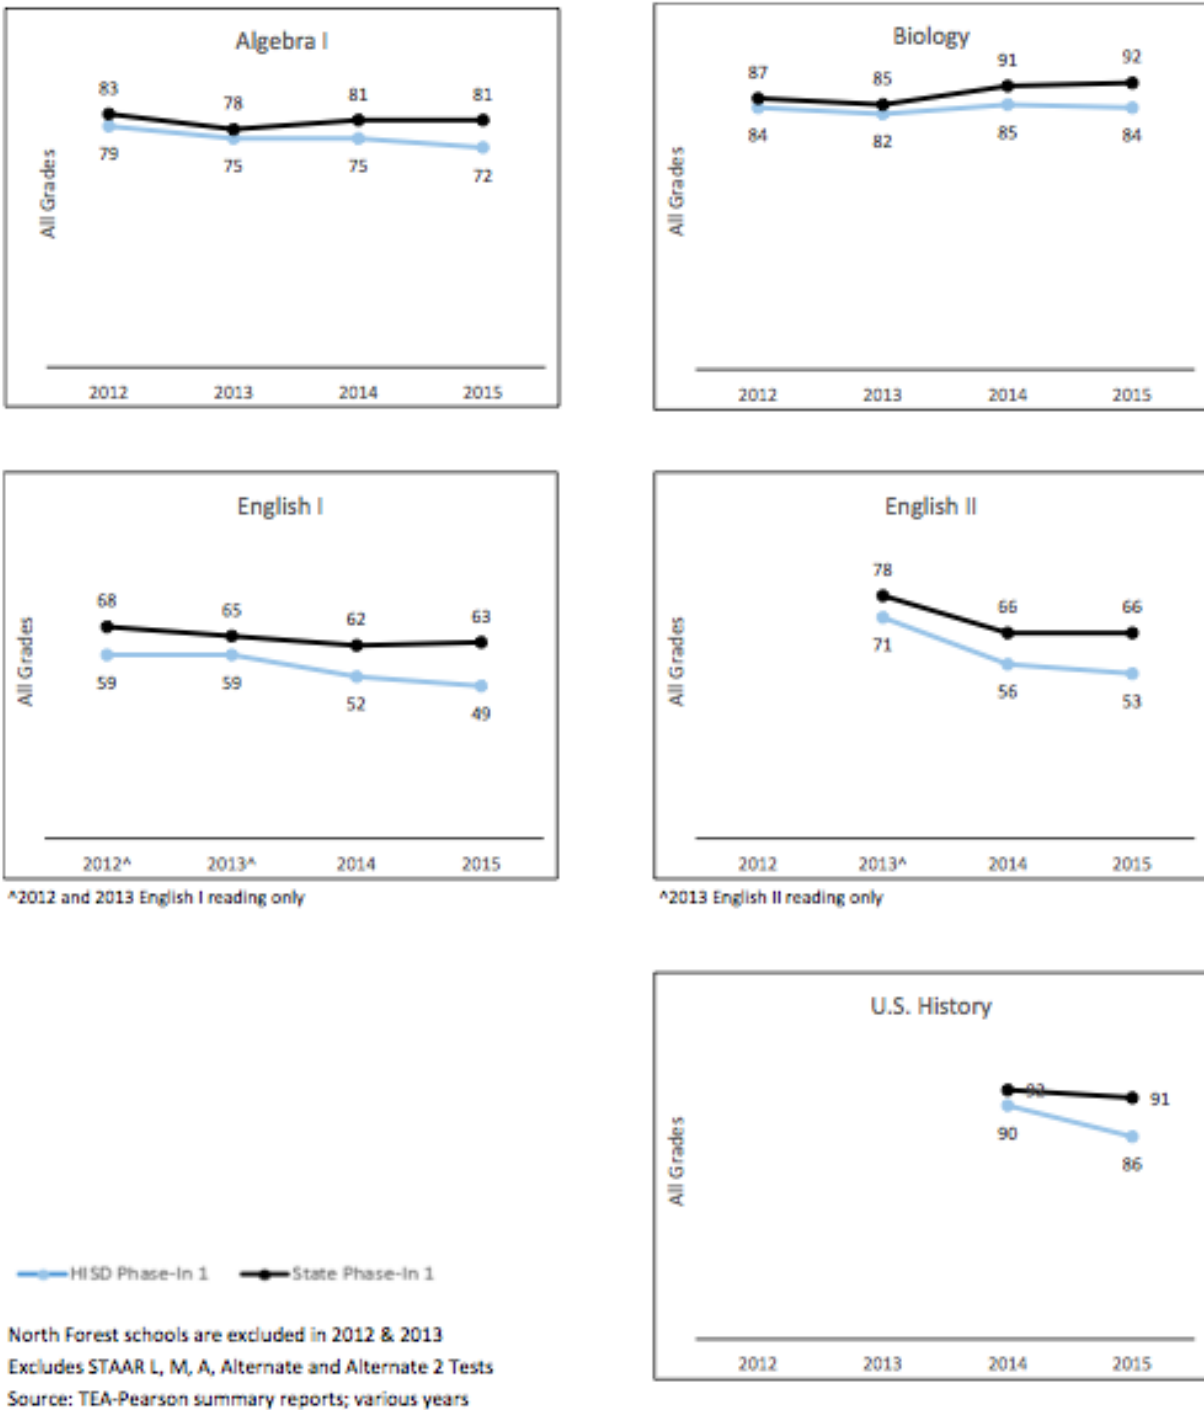 Algebra I
83
78
81
81
79
75
75
72
All Grades
2012 2013 2014 2015
Biology
87
85
91
92
84
82
85
84
All Grades
2012 2013 2014 2015
English I
68
65
62
63
59
59
52
49
All Grades
2012^ 2013^ 2014 2015
^2012 and 2013 English I reading only
English II
78
66
66
71
56
53
All Grades
2012 2013^ 2014 2015
^2013 English II reading only
U.S. History
92
91
90
86
All Grades
2012 2013 2014 2015
HISD Phase-In 1 State Phase-In 1
North Forest schools are excluded in 2012 & 2013
Excludes STAAR L, M, A, Alternate and Alternate 2 Tests
Source: TEA-Pearson summary reports; various years